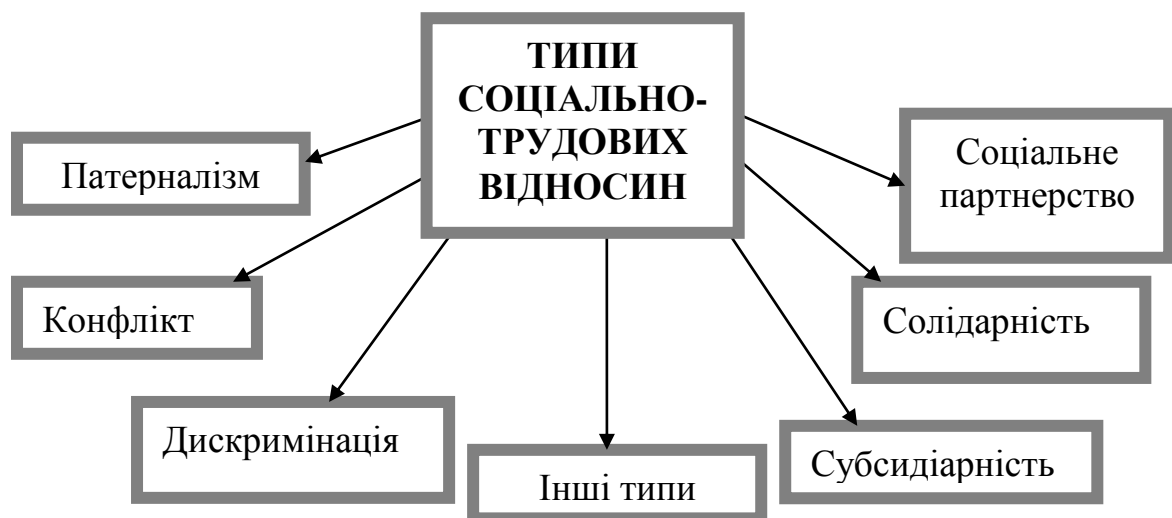 ТИПИ
СОЦІАЛЬНО-
ТРУДОВИХ
ВІДНОСИН
Патерналізм
Соціальне
партнерство
Конфлікт
Солідарність
Дискримінація
Інші типи
Субсидіарність